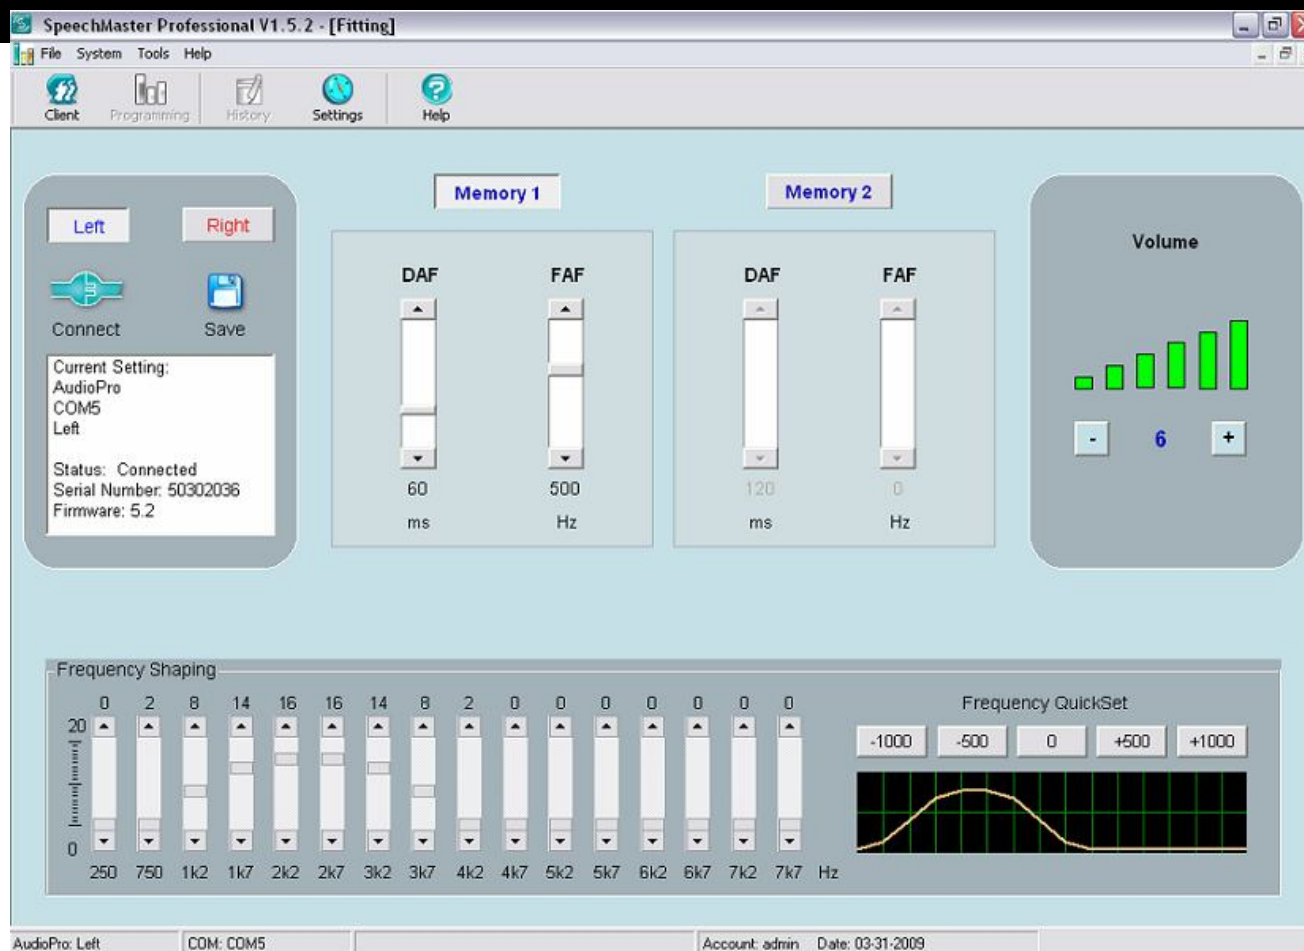 SpeechMaster Professional V1.5.2 - [Fitting]
File System Tools Help
Client Programming History Settings Help
Memory 1 Memory 2
Left Right
Connect Save
Current Setting:
AudioPro
COM5
Left
Status: Connected
Serial Number: 50302036
Firmware: 5.2
DAF FAF
60 500
ms Hz
DAF FAF
120 0
ms Hz
Volume
- 6 +
Frequency Shaping
0 2 8 14 16 16 14 8 2 0 0 0 0 0 0 0
20
0
250 750 1k2 1k7 2k2 2k7 3k2 3k7 4k2 4k7 5k2 5k7 6k2 6k7 7k2 7k7 Hz
Frequency QuickSet
-1000 -500 0 +500 +1000
AudioPro: Left COM: COM5 Account: admin Date: 03-31-2009